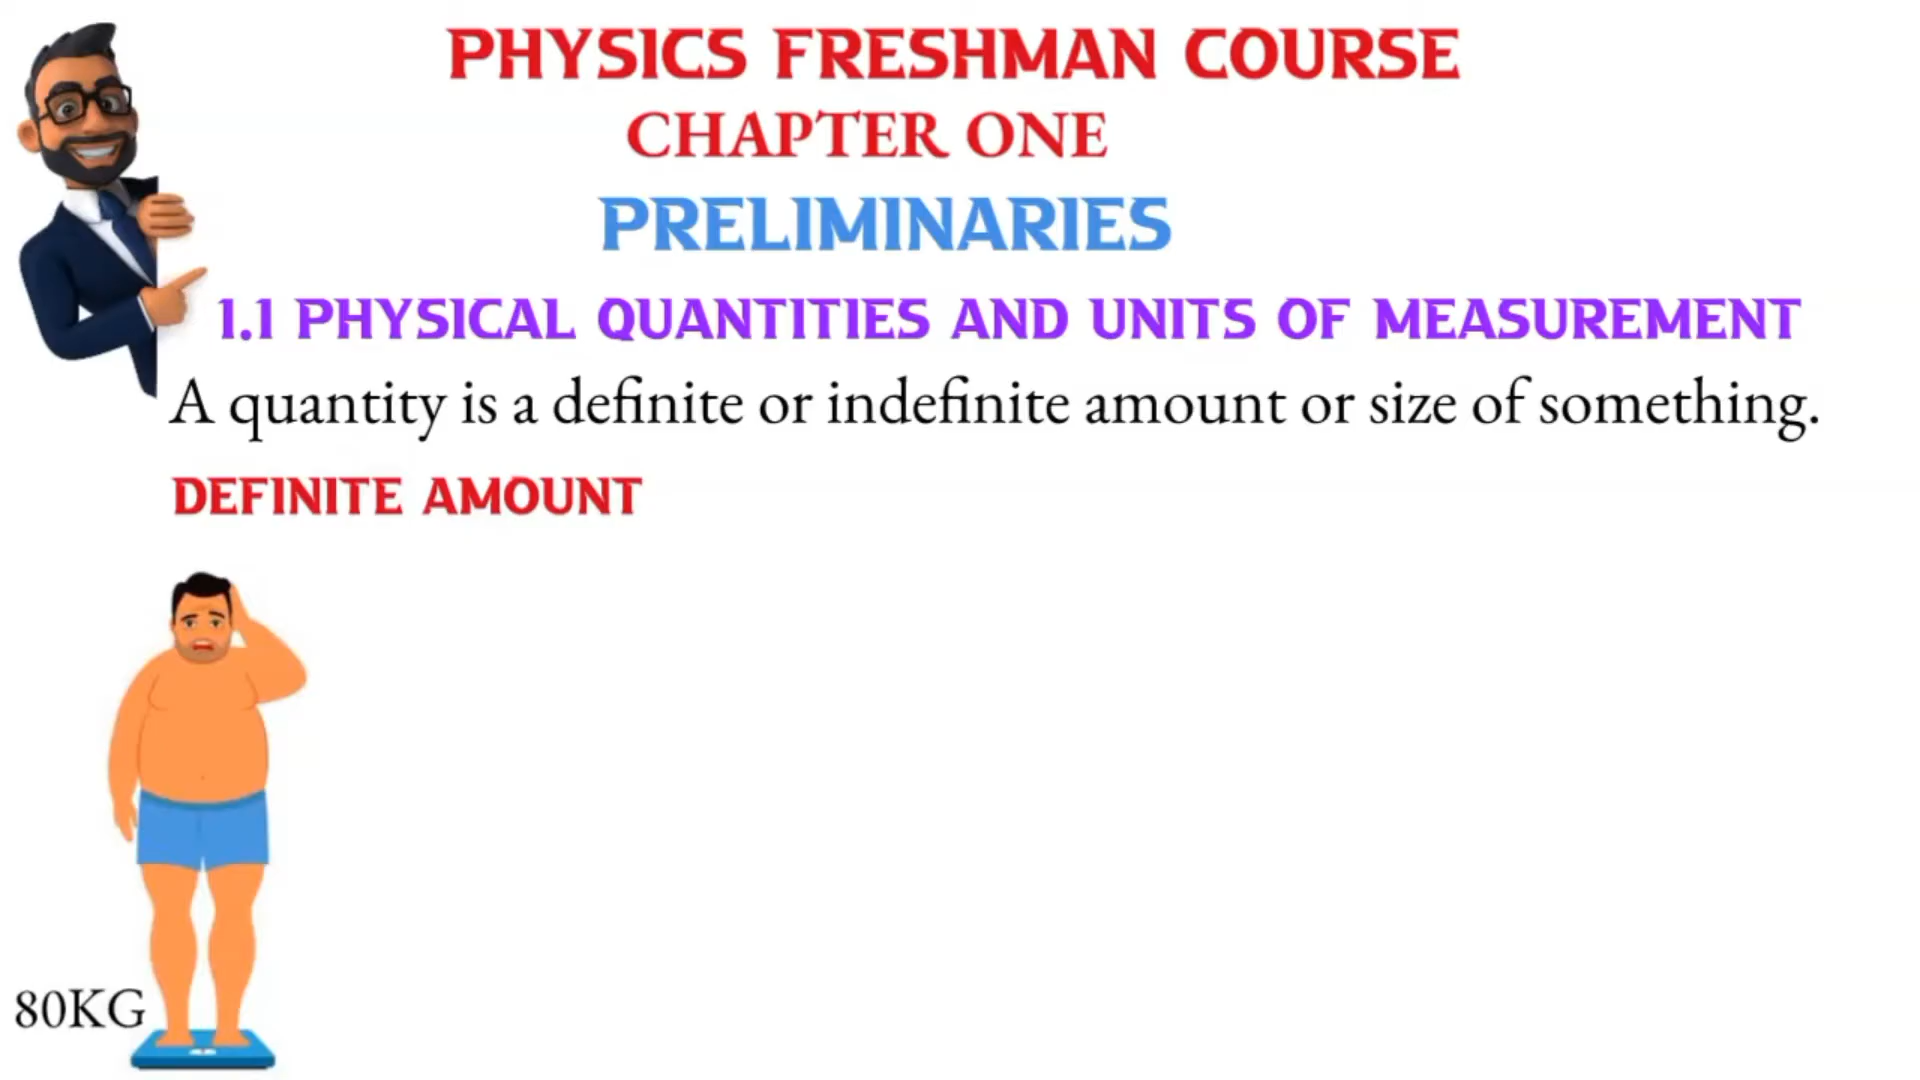 PHYSICS FRESHMAN COURSE
CHAPTER ONE
PRELIMINARIES
1.1 PHYSICAL QUANTITIES AND UNITS OF MEASUREMENT
A quantity is a definite or indefinite amount or size of something.
DEFINITE AMOUNT
80KG